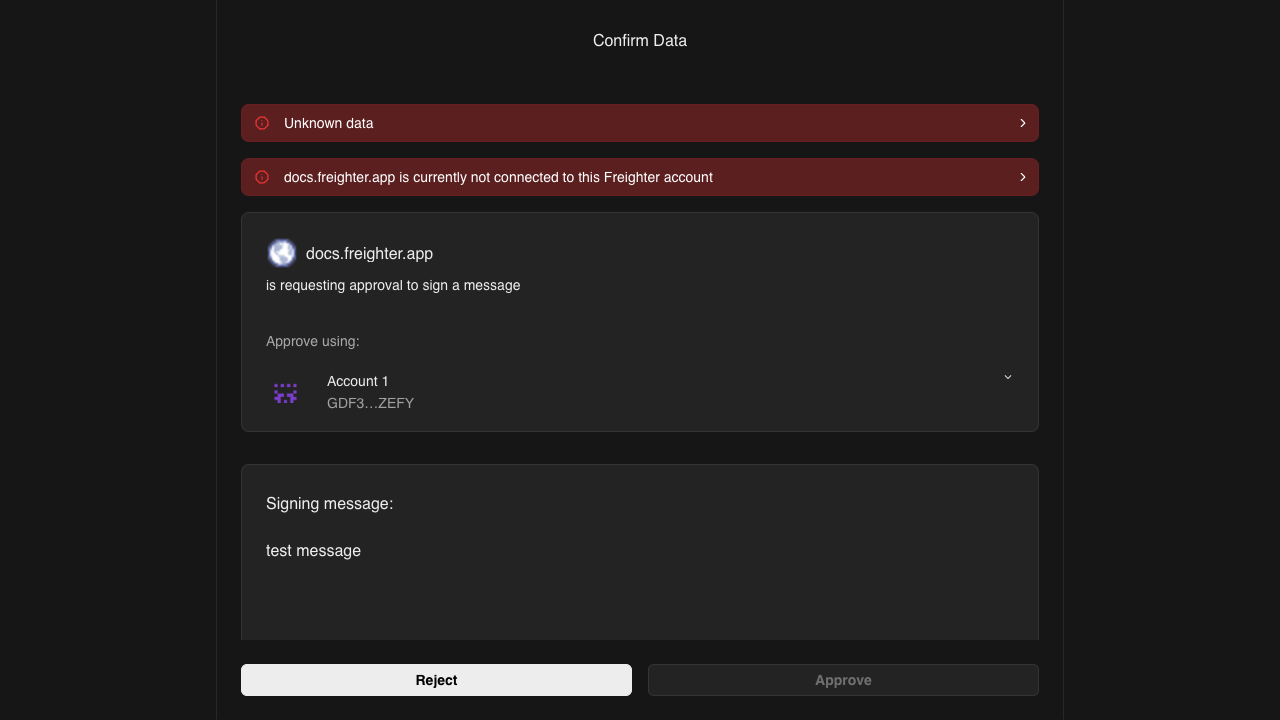 Confirm Data
Unknown data
docs.freighter.app is currently not connected to this Freighter account
docs.freighter.app
is requesting approval to sign a message
Approve using:
Account 1
GDF3…ZEFY
Signing message:
test message
Reject
Approve